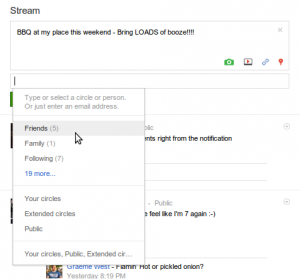 Stream
BBQ at my place this weekend - Bring LOADS of booze!!!!
Type or select a circle or person.
Or just enter an email address.
Friends (5)
Family (1)
Following (7)
19 more...
Your circles
Extended circles
Public
Your circles, Public, Extended cir...
Public
ents right from the notification
- Public
e feel like I'm 7 again :-)
Graeme West - Flamin' Hot or pickled onion?
Yesterday 8:19 PM